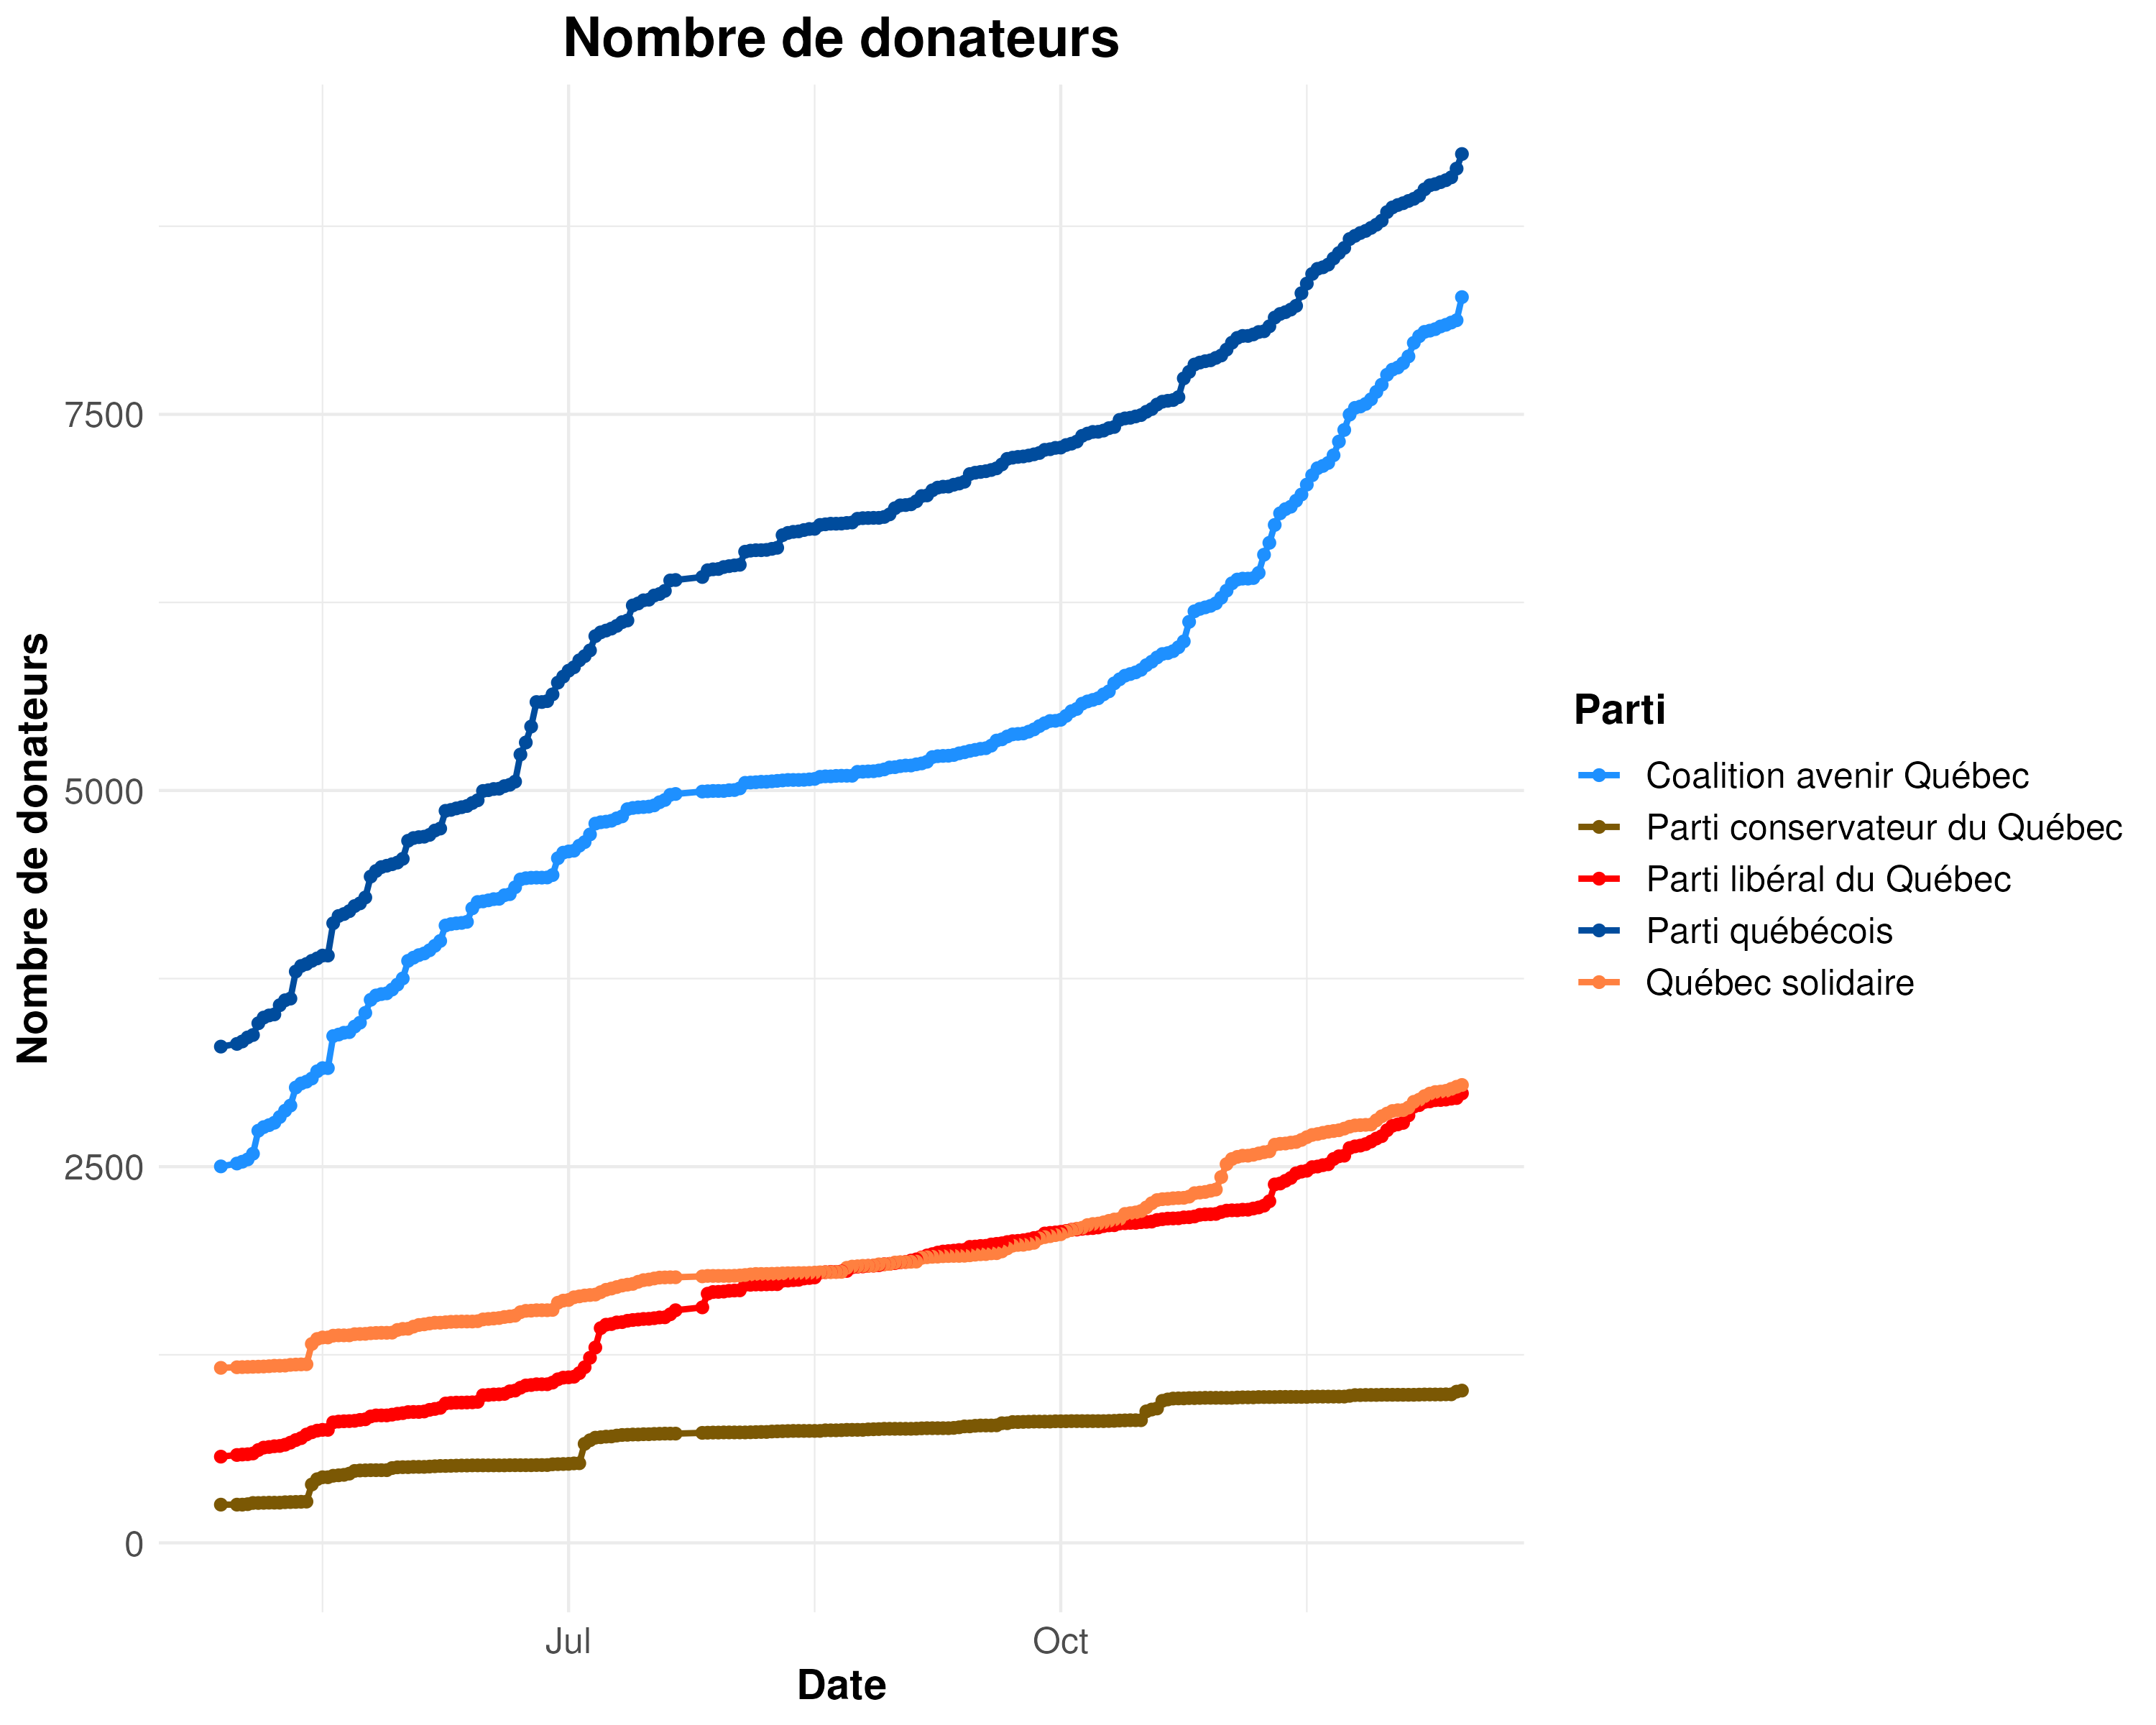 Nombre de donateurs
Nombre de donateurs
7500
5000
2500
0
Jul
Oct
Date
Parti
Coalition avenir Québec
Parti conservateur du Québec
Parti libéral du Québec
Parti québécois
Québec solidaire